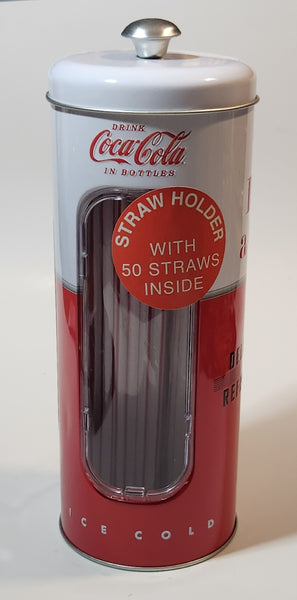 DRINK
Coca-Cola
IN BOTTLES
STRAW HOLDER
WITH
50 STRAWS
INSIDE
ICE COLD